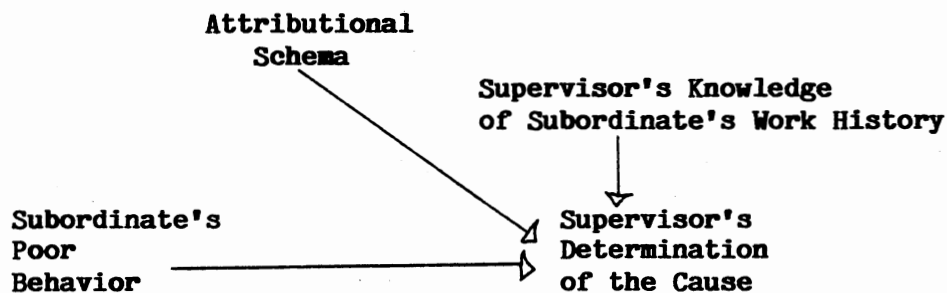 Attributional
Schema
Supervisor's Knowledge
of Subordinate's Work History
Subordinate's
Poor
Behavior
Supervisor's
Determination
of the Cause